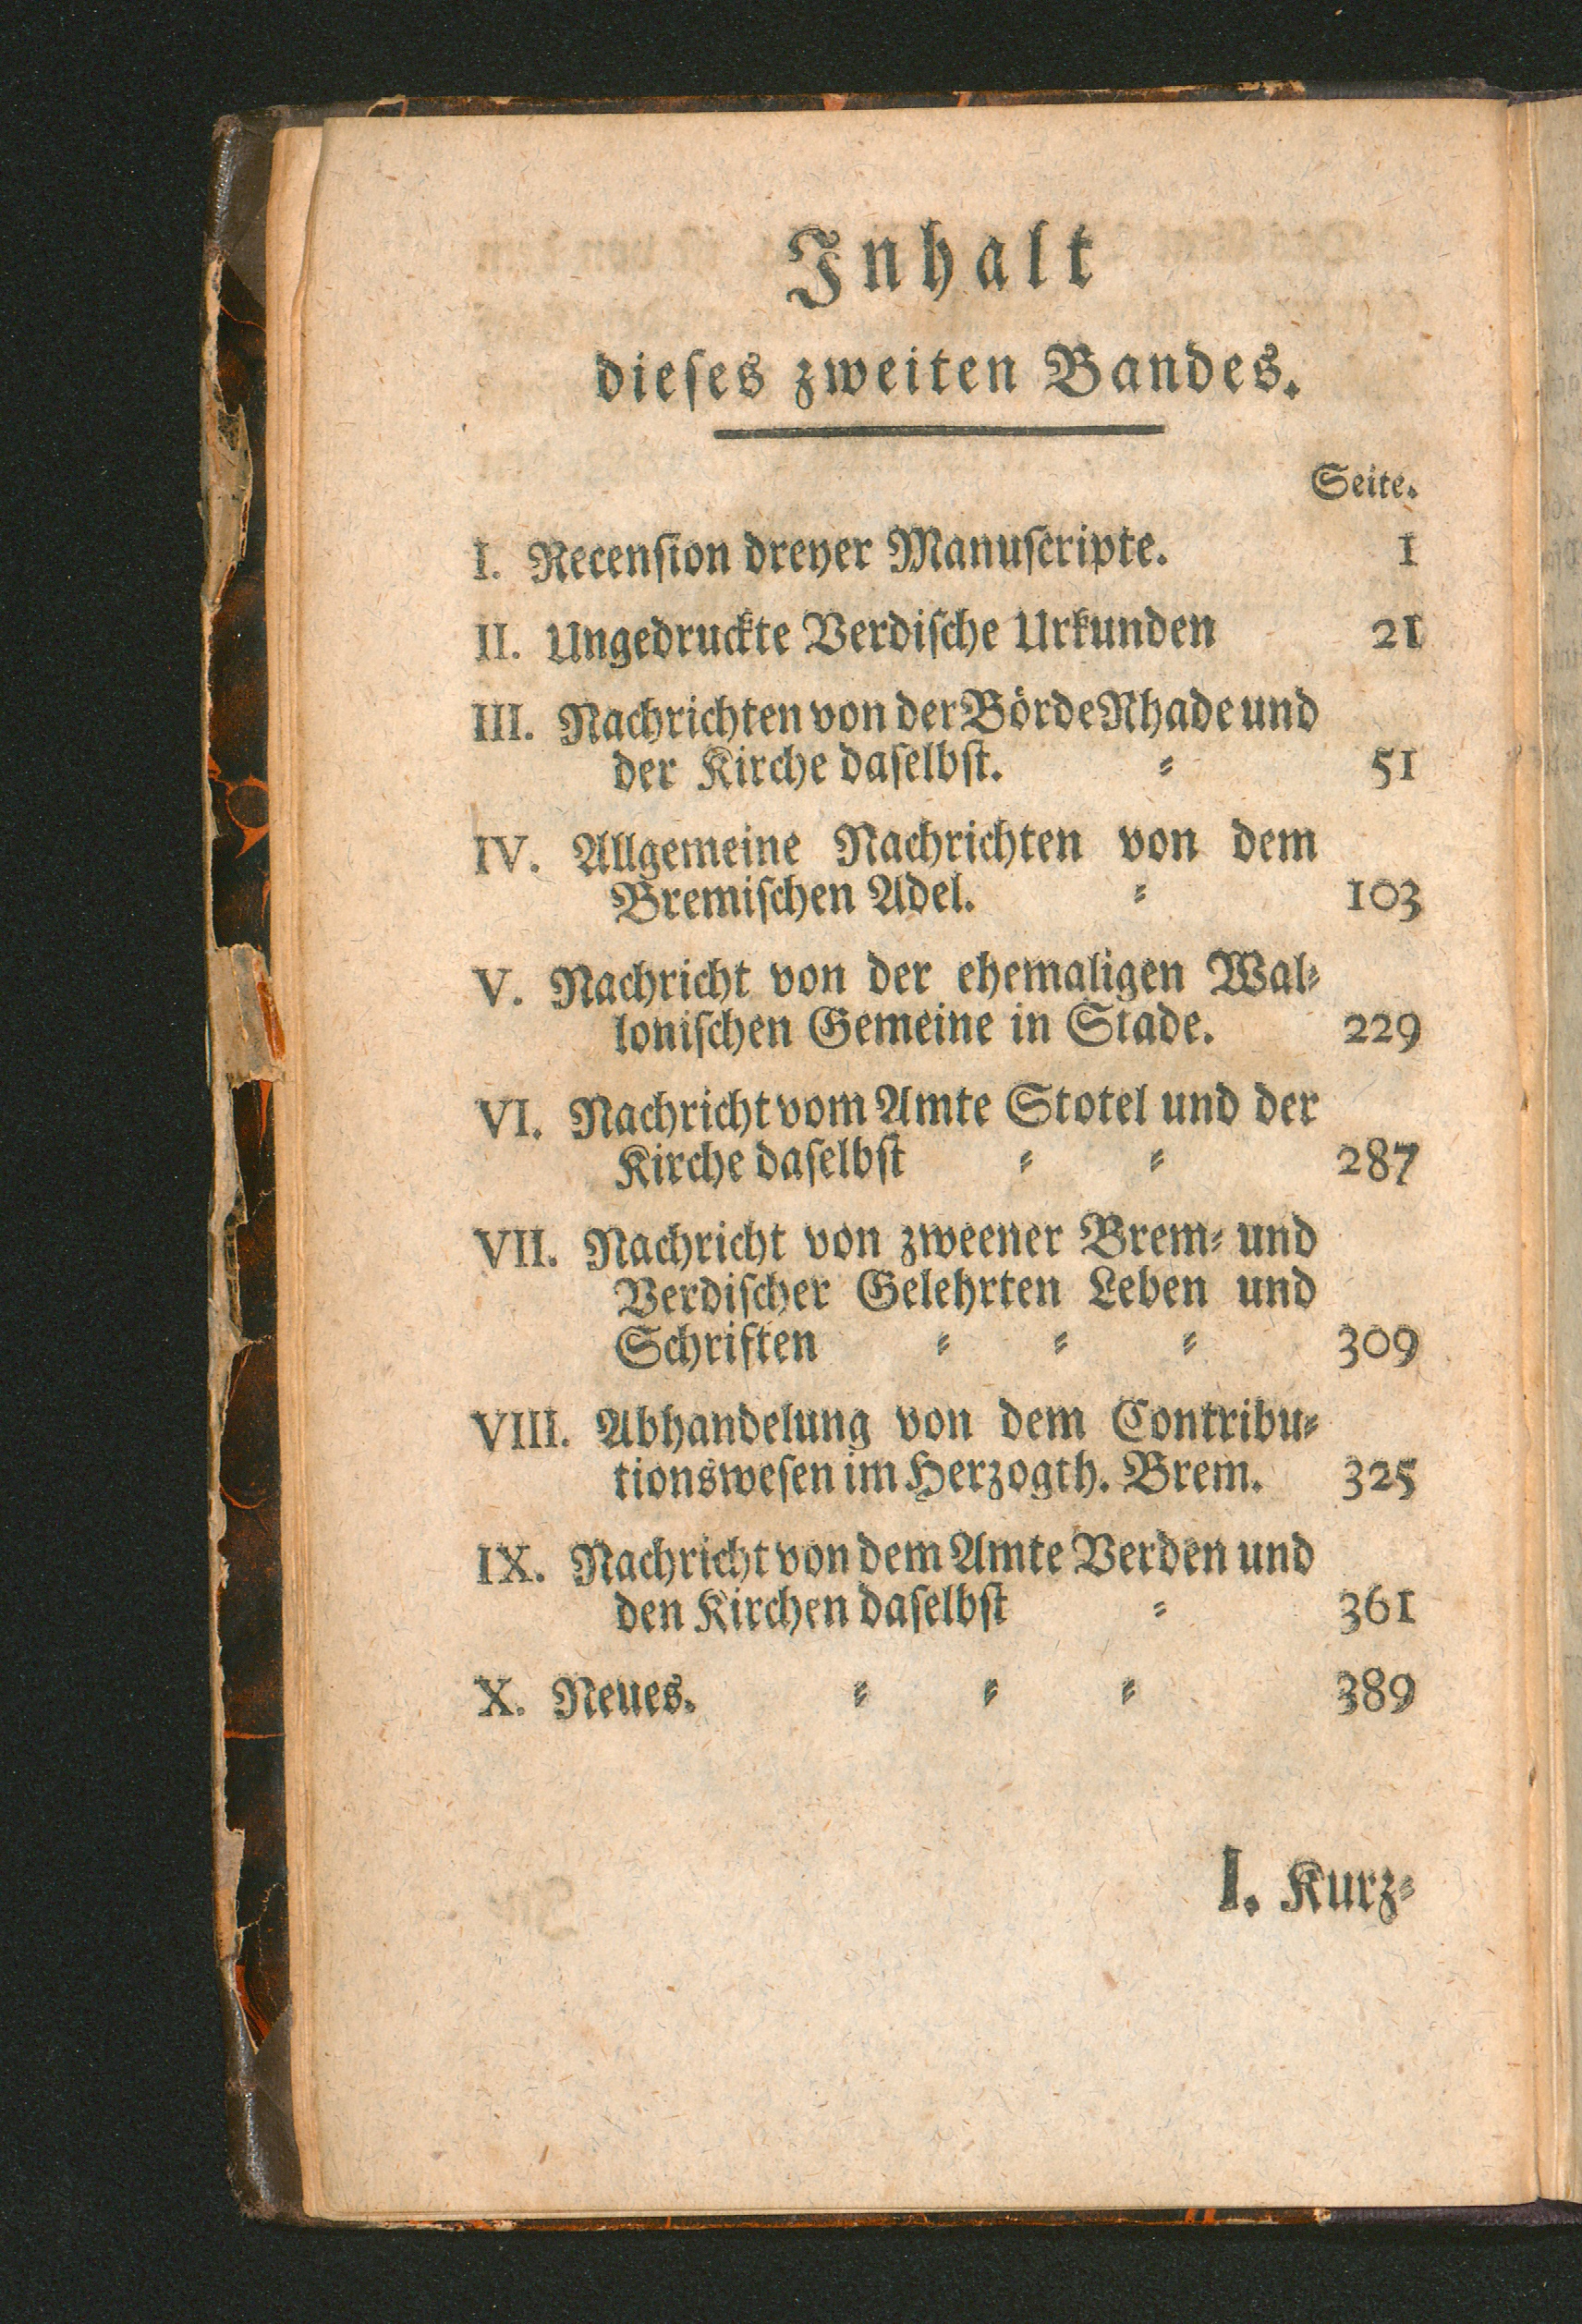 Inhalt
dieses zweiten Bandes.
Seite.
I. Recension dreyer Manuscripte. 1
II. Ungedruckte Verdische Urkunden 21
III. Nachrichten von der Börde Rhade und
der Kirche daselbst. = 51
IV. Allgemeine Nachrichten von dem
Bremischen Adel. = 103
V. Nachricht von der ehemaligen Wal=
lonischen Gemeine in Stade. 229
VI. Nachricht vom Amte Stotel und der
Kirche daselbst = = 287
VII. Nachricht von zweener Brem= und
Verdischer Gelehrten Leben und
Schriften = = = 309
VIII. Abhandelung von dem Contribu=
tionswesen im Herzogth. Brem. 325
IX. Nachricht von dem Amte Verden und
den Kirchen daselbst = 361
X. Neues. = = = 389
I. Kurz=